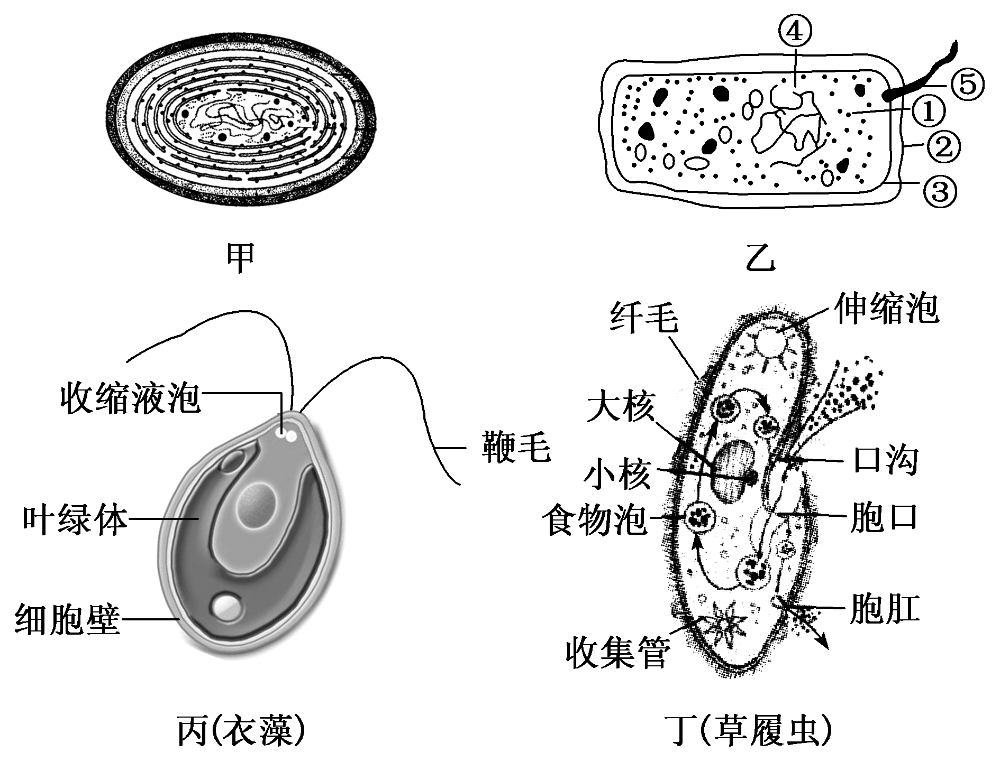 ④
⑤
①
②
③
甲
乙
纤毛
伸缩泡
收缩液泡
大核
鞭毛
口沟
小核
叶绿体
食物泡
胞口
细胞壁
胞肛
收集管
丙(衣藻)
丁(草履虫)